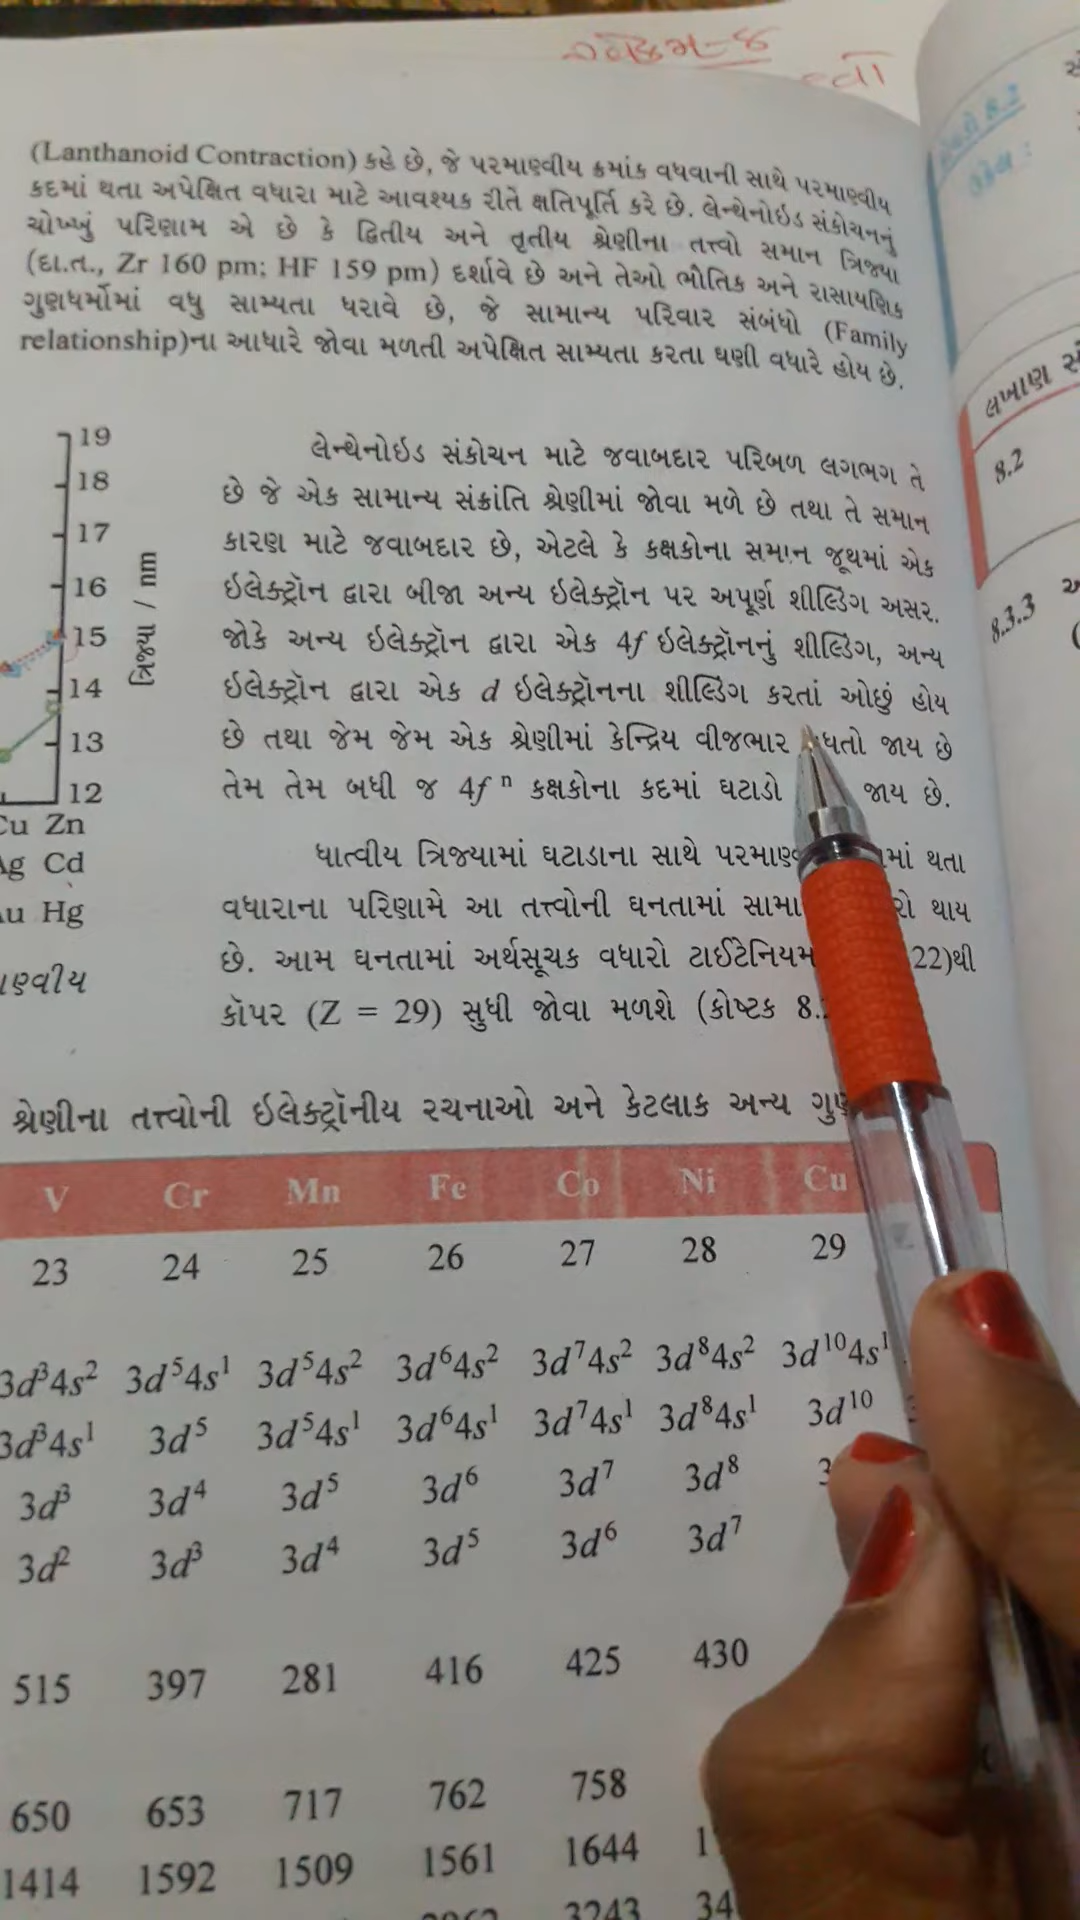 (Lanthanoid Contraction) કહે છે, જે પરમાણ્વીય ક્રમાંક વધવાની સાથે પરમાણ્વીય
કદમાં થતા અપેક્ષિત વધારા માટે આવશ્યક રીતે ક્ષતિપૂર્તિ કરે છે. લેન્થેનોઇડ સંકોચનનું
ચોખ્ખું પરિણામ એ છે કે દ્વિતીય અને તૃતીય શ્રેણીના તત્ત્વો સમાન ત્રિજ્યા
(દા.ત., Zr 160 pm; HF 159 pm) દર્શાવે છે અને તેઓ ભૌતિક અને રાસાયણિક
ગુણધર્મોમાં વધુ સામ્યતા ધરાવે છે, જે સામાન્ય પરિવાર સંબંધો (Family
relationship)ના આધારે જોવા મળતી અપેક્ષિત સામ્યતા કરતા ઘણી વધારે હોય છે.
19
18
17
16
15
14
13
12
ત્રિજ્યા / nm
Cu Zn
Ag Cd
Au Hg
લેન્થેનોઇડ સંકોચન માટે જવાબદાર પરિબળ લગભગ તે
છે જે એક સામાન્ય સંક્રાંતિ શ્રેણીમાં જોવા મળે છે તથા તે સમાન
કારણ માટે જવાબદાર છે, એટલે કે કક્ષકોના સમાન જૂથમાં એક
ઇલેક્ટ્રૉન દ્વારા બીજા અન્ય ઇલેક્ટ્રૉન પર અપૂર્ણ શીલ્ડિંગ અસર.
જોકે અન્ય ઇલેક્ટ્રૉન દ્વારા એક 4f ઇલેક્ટ્રૉનનું શીલ્ડિંગ, અન્ય
ઇલેક્ટ્રૉન દ્વારા એક d ઇલેક્ટ્રૉનના શીલ્ડિંગ કરતાં ઓછું હોય
છે તથા જેમ જેમ એક શ્રેણીમાં કેન્દ્રિય વીજભાર વધતો જાય છે
તેમ તેમ બધી જ 4fⁿ કક્ષકોના કદમાં ઘટાડો જાય છે.
ધાત્વીય ત્રિજ્યામાં ઘટાડાના સાથે થતા
વધારાના પરિણામે આ તત્ત્વોની ઘનતામાં થાય
છે. આમ ઘનતામાં અર્થસૂચક વધારો ટાઈટેનિયમ 22)થી
કૉપર (Z = 29) સુધી જોવા મળશે (કોષ્ટક 8.
શ્રેણીના તત્ત્વોની ઇલેક્ટ્રૉનીય રચનાઓ અને કેટલાક અન્ય
V Cr Mn Fe Co Ni Cu
23 24 25 26 27 28 29
3d³4s² 3d⁵4s¹ 3d⁵4s² 3d⁶4s² 3d⁷4s² 3d⁸4s² 3d¹⁰4s¹
3d³4s¹ 3d⁵ 3d⁵4s¹ 3d⁶4s¹ 3d⁷4s¹ 3d⁸4s¹ 3d¹⁰
3d³ 3d⁴ 3d⁵ 3d⁶ 3d⁷ 3d⁸
3d² 3d³ 3d⁴ 3d⁵ 3d⁶ 3d⁷
515 397 281 416 425 430
650 653 717 762 758
1414 1592 1509 1561 1644
3243
8.2
લખાણ
8.2
8.3.3